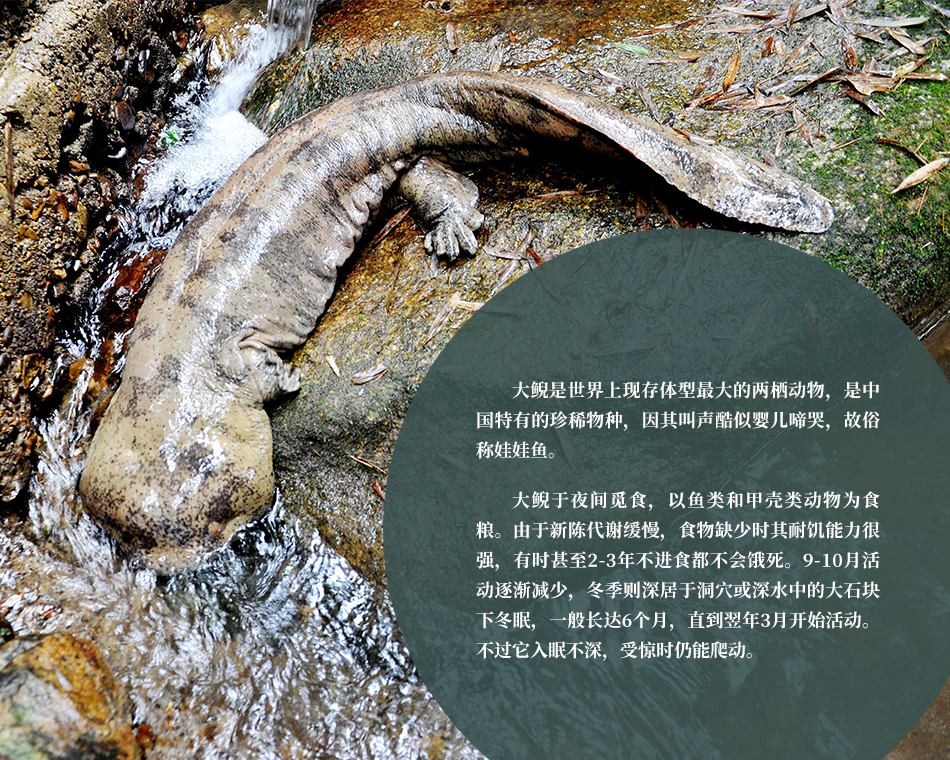 大鲵是世界上现存体型最大的两栖动物，是中
国特有的珍稀物种，因其叫声酷似婴儿啼哭，故俗
称娃娃鱼。
大鲵于夜间觅食，以鱼类和甲壳类动物为食
粮。由于新陈代谢缓慢，食物缺少时其耐饥能力很
强，有时甚至2-3年不进食都不会饿死。9-10月活
动逐渐减少，冬季则深居于洞穴或深水中的大石块
下冬眠，一般长达6个月，直到翌年3月开始活动。
不过它入眠不深，受惊时仍能爬动。